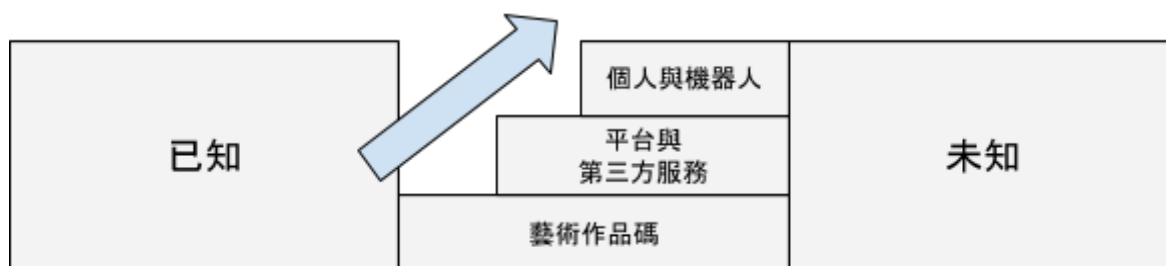 已知
個人與機器人
平台與
第三方服務
藝術作品碼
未知